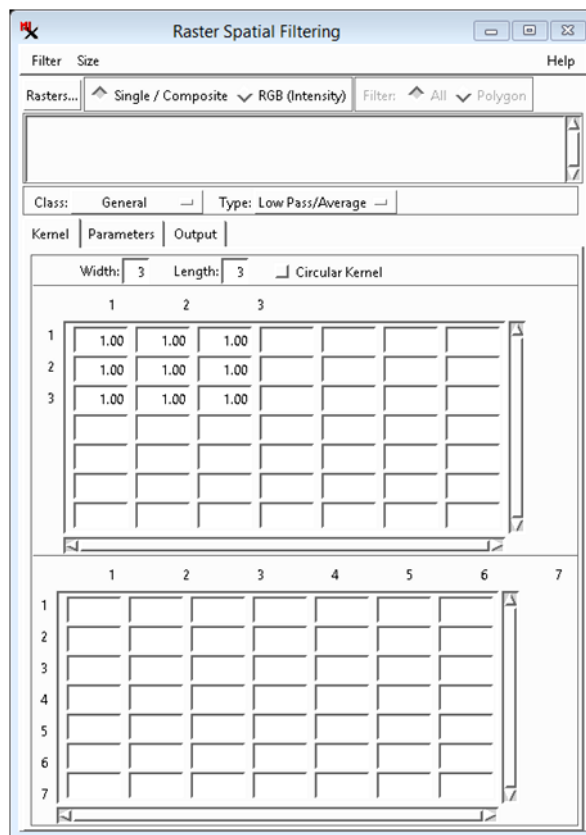 Raster Spatial Filtering
Filter Size Help
Rasters... Single / Composite RGB (Intensity) Filter: All Polygon
Class: General Type: Low Pass/Average
Kernel Parameters Output
Width: 3 Length: 3 Circular Kernel
1 2 3
1 1.00 1.00 1.00
2 1.00 1.00 1.00
3 1.00 1.00 1.00
1 2 3 4 5 6 7
1
2
3
4
5
6
7